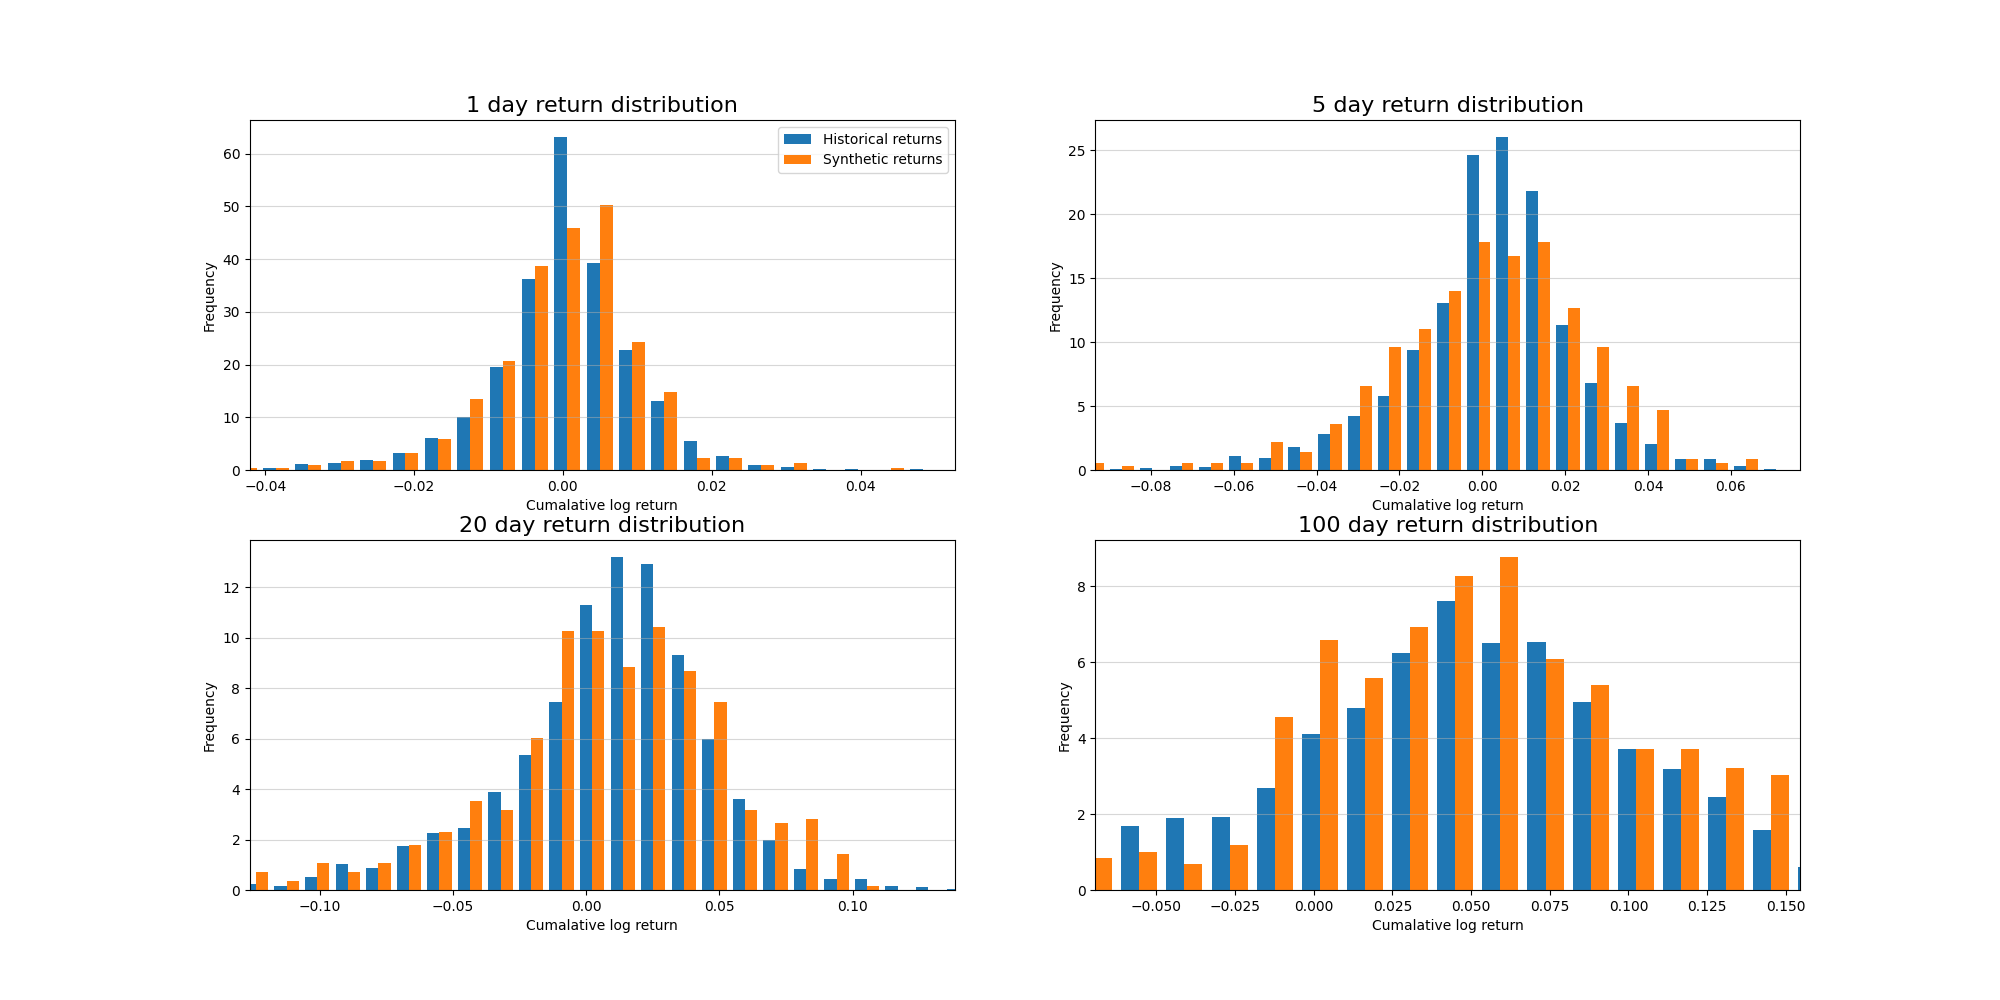 1 day return distribution
Historical returns
Synthetic returns
Frequency
60
50
40
30
20
10
0
−0.04 −0.02 0.00 0.02 0.04
Cumalative log return
5 day return distribution
Frequency
25
20
15
10
5
0
−0.08 −0.06 −0.04 −0.02 0.00 0.02 0.04 0.06
Cumalative log return
20 day return distribution
Frequency
12
10
8
6
4
2
0
−0.10 −0.05 0.00 0.05 0.10
Cumalative log return
100 day return distribution
Frequency
8
6
4
2
0
−0.050 −0.025 0.000 0.025 0.050 0.075 0.100 0.125 0.150
Cumalative log return